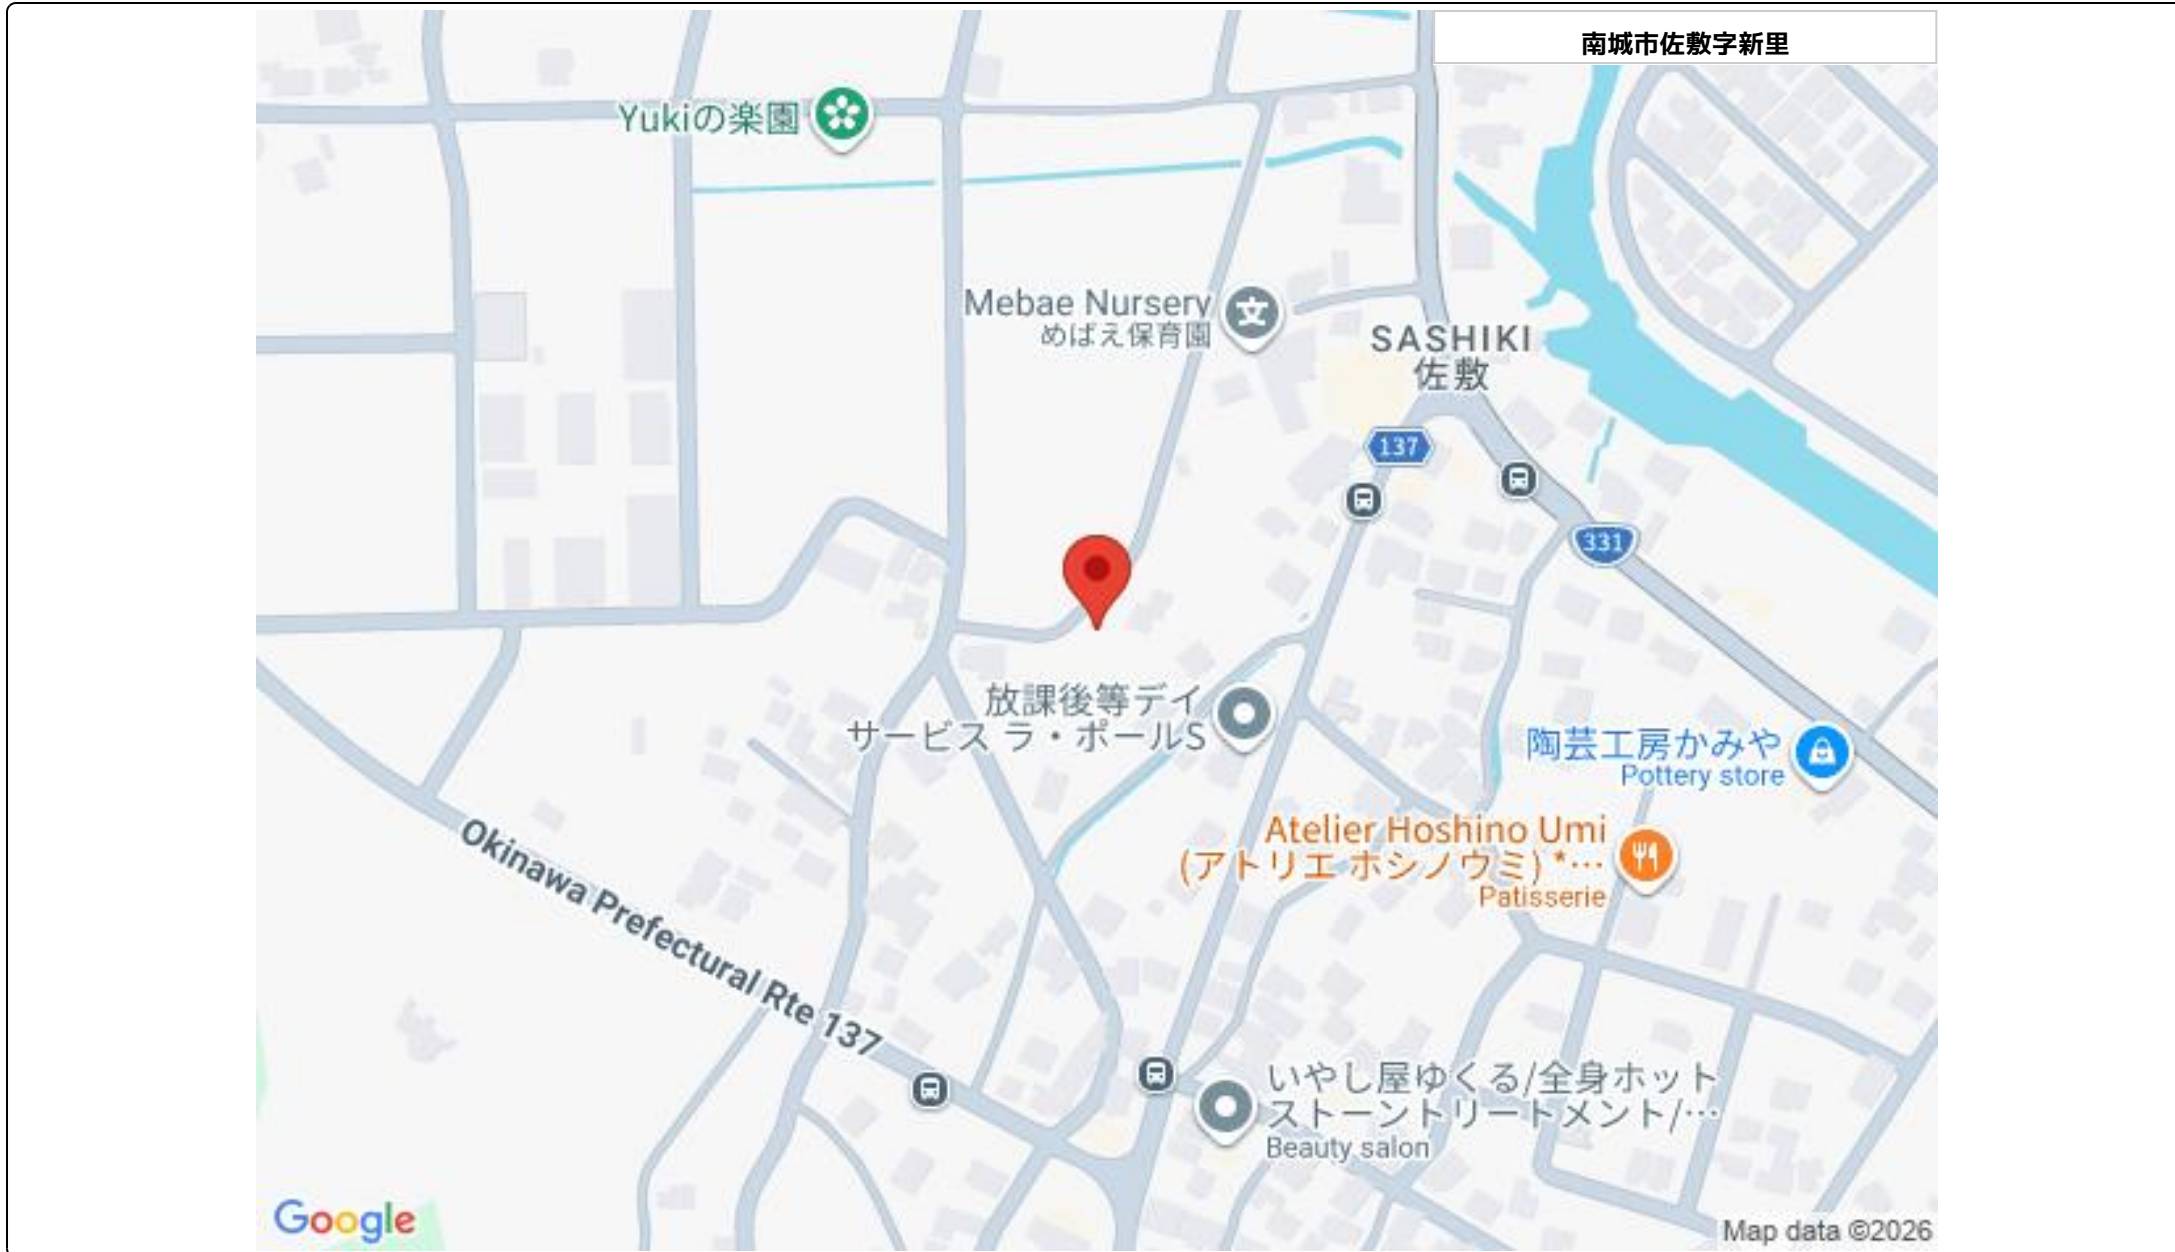 南城市佐敷字新里
Yukiの楽園
Mebae Nursery
めばえ保育園
SASHIKI
佐敷
137
331
放課後等デイ
サービス ラ・ポールS
陶芸工房かみや
Pottery store
Atelier Hoshino Umi
(アトリエ ホシノウミ) *…
Patisserie
Okinawa Prefectural Rte 137
いやし屋ゆくる/全身ホット
ストーントリートメント/…
Beauty salon
Google
Map data ©2026